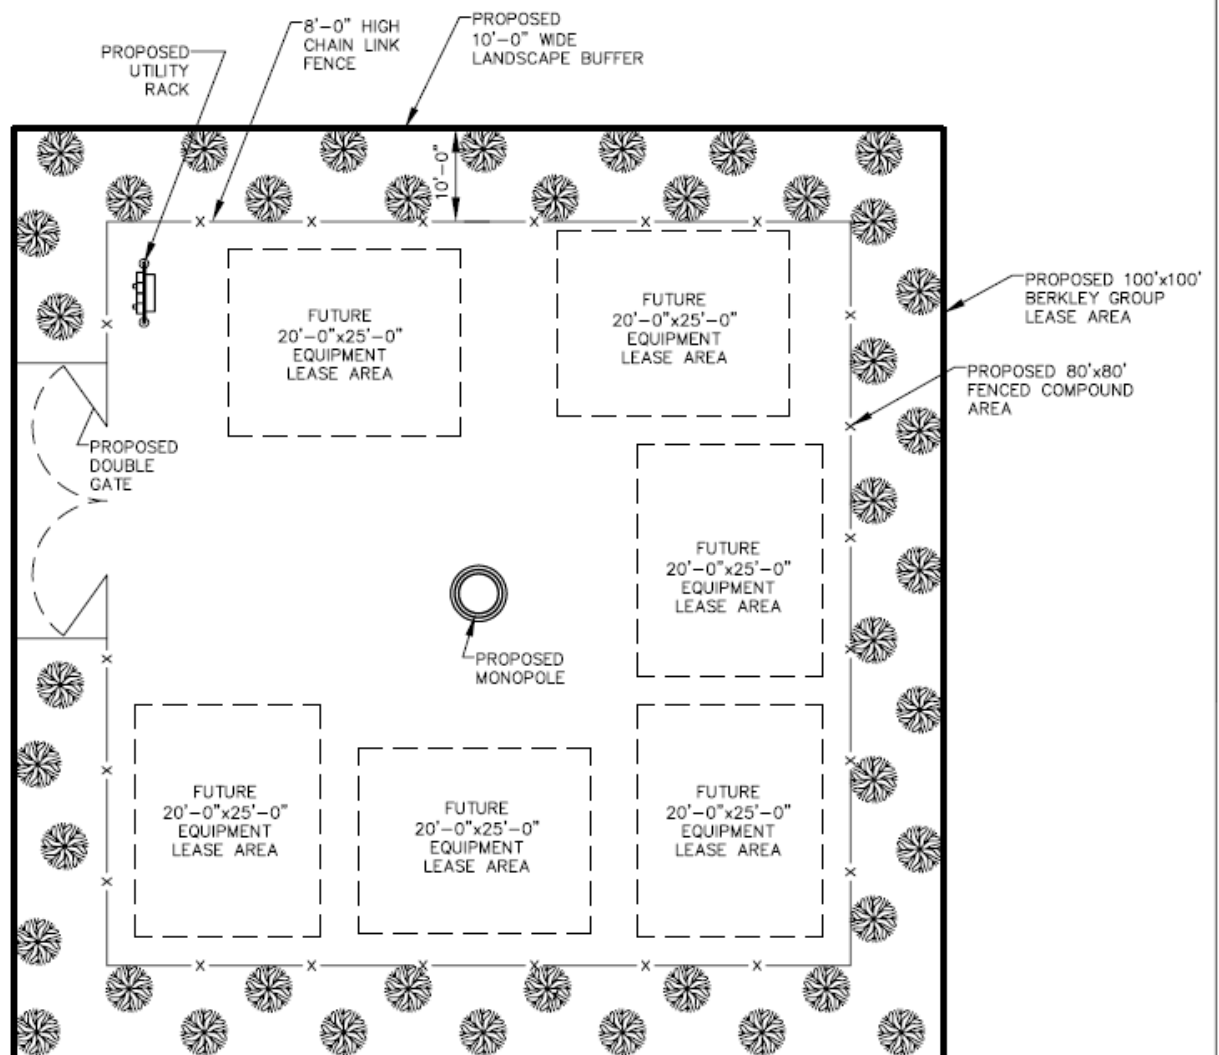 PROPOSED
UTILITY
RACK
8'-0" HIGH
CHAIN LINK
FENCE
PROPOSED
10'-0" WIDE
LANDSCAPE BUFFER
10'-0"
FUTURE
20'-0"x25'-0"
EQUIPMENT
LEASE AREA
FUTURE
20'-0"x25'-0"
EQUIPMENT
LEASE AREA
PROPOSED 100'x100'
BERKLEY GROUP
LEASE AREA
PROPOSED 80'x80'
FENCED COMPOUND
AREA
PROPOSED
DOUBLE
GATE
FUTURE
20'-0"x25'-0"
EQUIPMENT
LEASE AREA
PROPOSED
MONOPOLE
FUTURE
20'-0"x25'-0"
EQUIPMENT
LEASE AREA
FUTURE
20'-0"x25'-0"
EQUIPMENT
LEASE AREA
FUTURE
20'-0"x25'-0"
EQUIPMENT
LEASE AREA